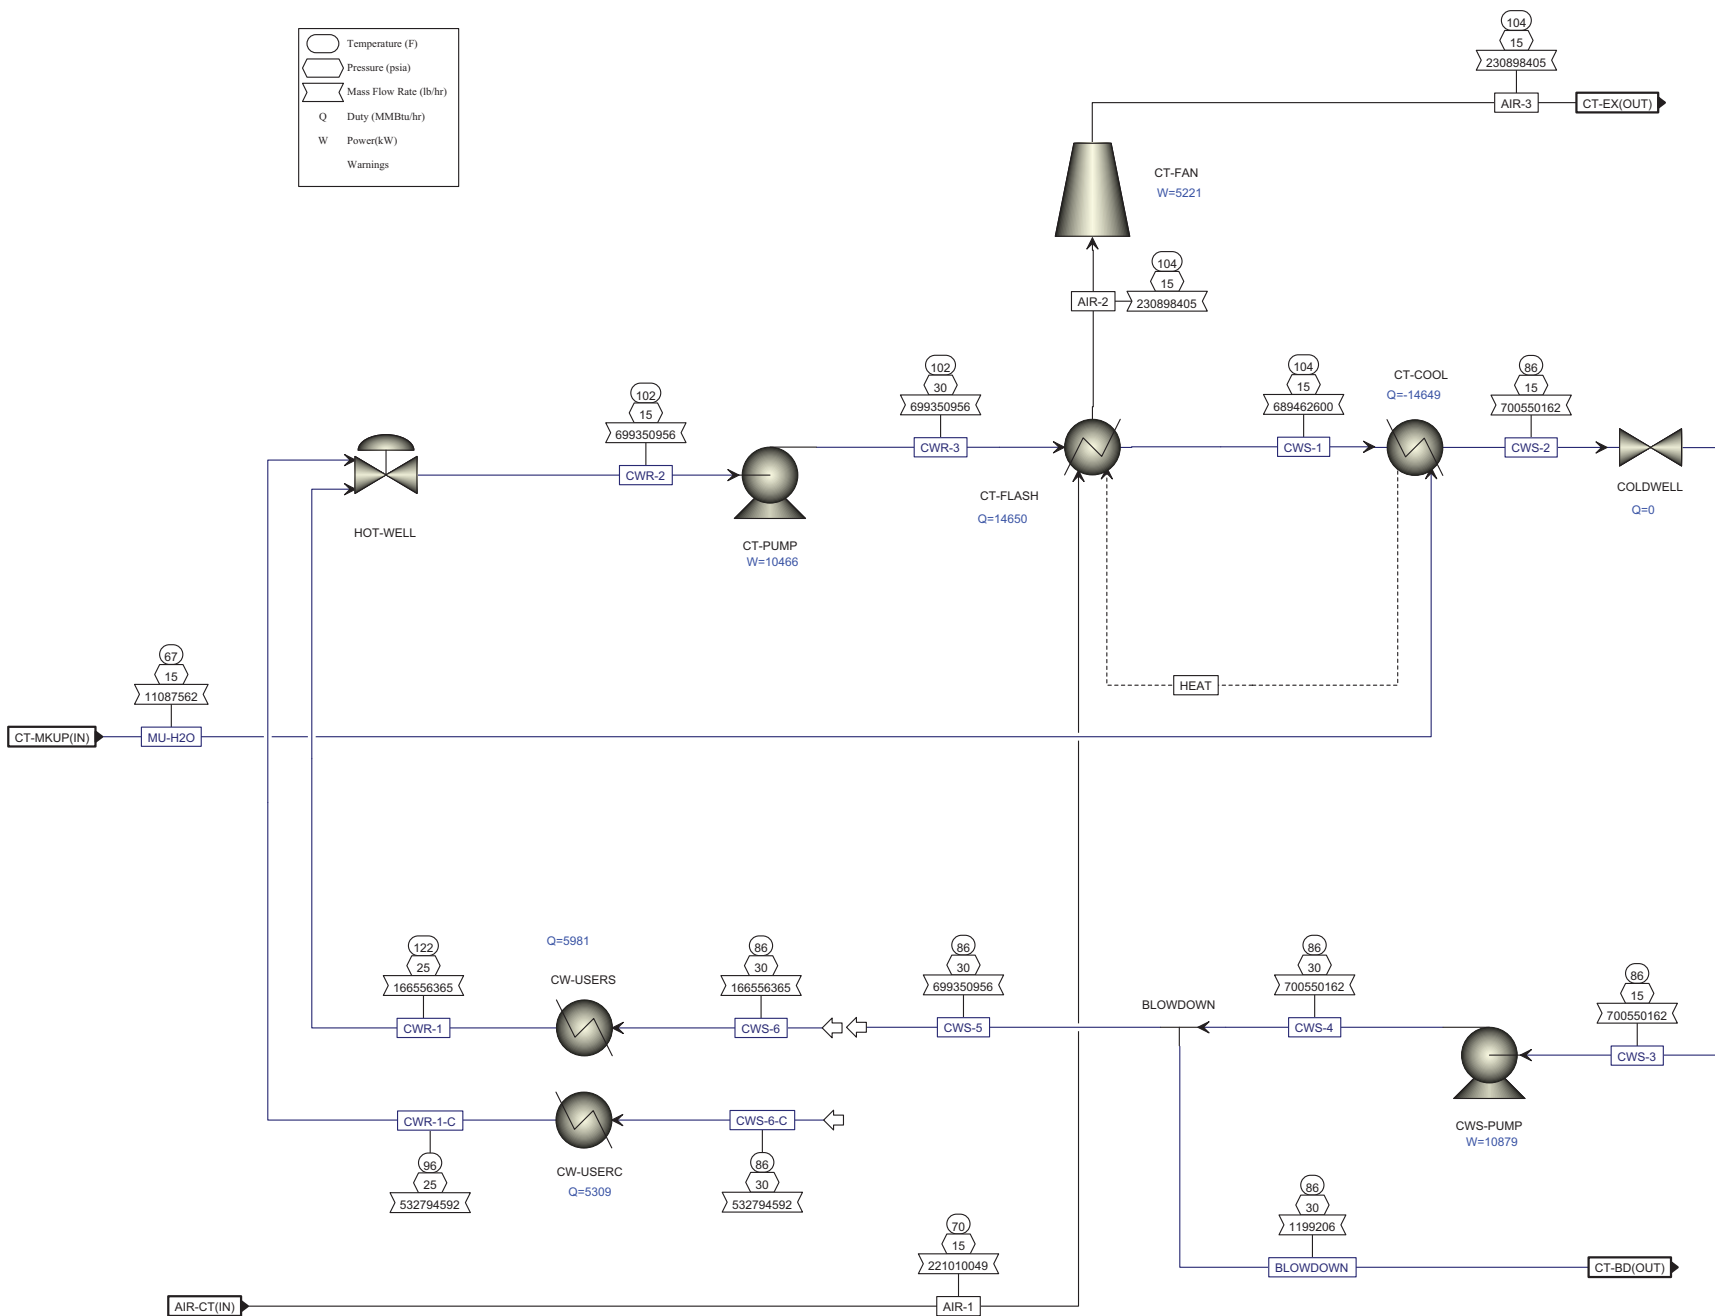 Temperature (F)
Pressure (psia)
Mass Flow Rate (lb/hr)
Q Duty (MMBtu/hr)
W Power(kW)
Warnings
104
15
230898405
AIR-3
CT-EX(OUT)
CT-FAN
W=5221
104
15
230898405
AIR-2
102
15
699350956
CWR-2
HOT-WELL
CT-PUMP
W=10466
102
30
699350956
CWR-3
CT-FLASH
Q=14650
104
15
689462600
CWS-1
CT-COOL
Q=-14649
86
15
700550162
CWS-2
COLDWELL
Q=0
HEAT
67
15
11087562
CT-MKUP(IN)
MU-H2O
122
25
166556365
CWR-1
Q=5981
CW-USERS
86
30
166556365
CWS-6
86
30
699350956
CWS-5
BLOWDOWN
86
30
700550162
CWS-4
86
15
700550162
CWS-3
CWS-PUMP
W=10879
CWR-1-C
96
25
532794592
CW-USERC
Q=5309
CWS-6-C
86
30
532794592
70
15
221010049
AIR-CT(IN)
AIR-1
86
30
1199206
BLOWDOWN
CT-BD(OUT)